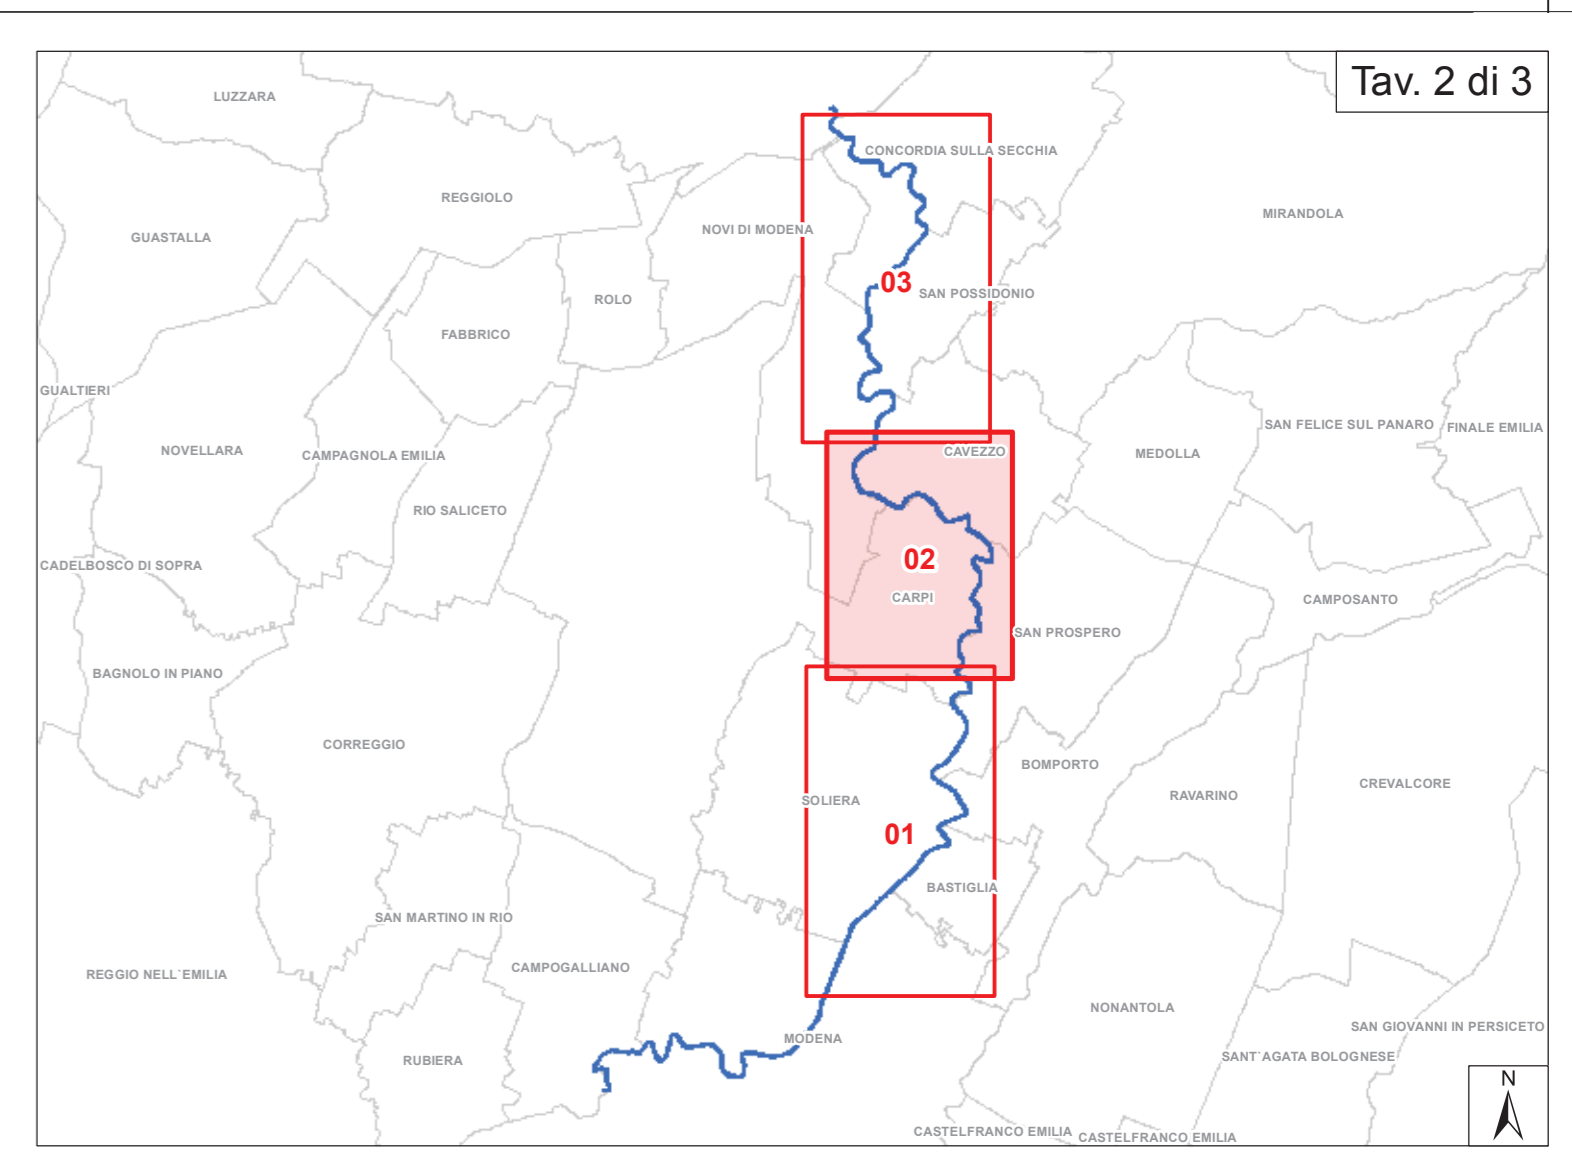 Tav. 2 di 3
LUZZARA
CONCORDIA SULLA SECCHIA
REGGIOLO
MIRANDOLA
NOVI DI MODENA
GUASTALLA
03
SAN POSSIDONIO
ROLO
FABBRICO
GUALTIERI
SAN FELICE SUL PANARO
FINALE EMILIA
NOVELLARA
CAVEZZO
MEDOLLA
CAMPAGNOLA EMILIA
RIO SALICETO
02
CADELBOSCO DI SOPRA
CARPI
CAMPOSANTO
SAN PROSPERO
BAGNOLO IN PIANO
CORREGGIO
BOMPORTO
CREVALCORE
RAVARINO
SOLIERA
01
BASTIGLIA
SAN MARTINO IN RIO
CAMPOGALLIANO
REGGIO NELL`EMILIA
NONANTOLA
SAN GIOVANNI IN PERSICETO
MODENA
SANT`AGATA BOLOGNESE
RUBIERA
N
CASTELFRANCO EMILIA
CASTELFRANCO EMILIA